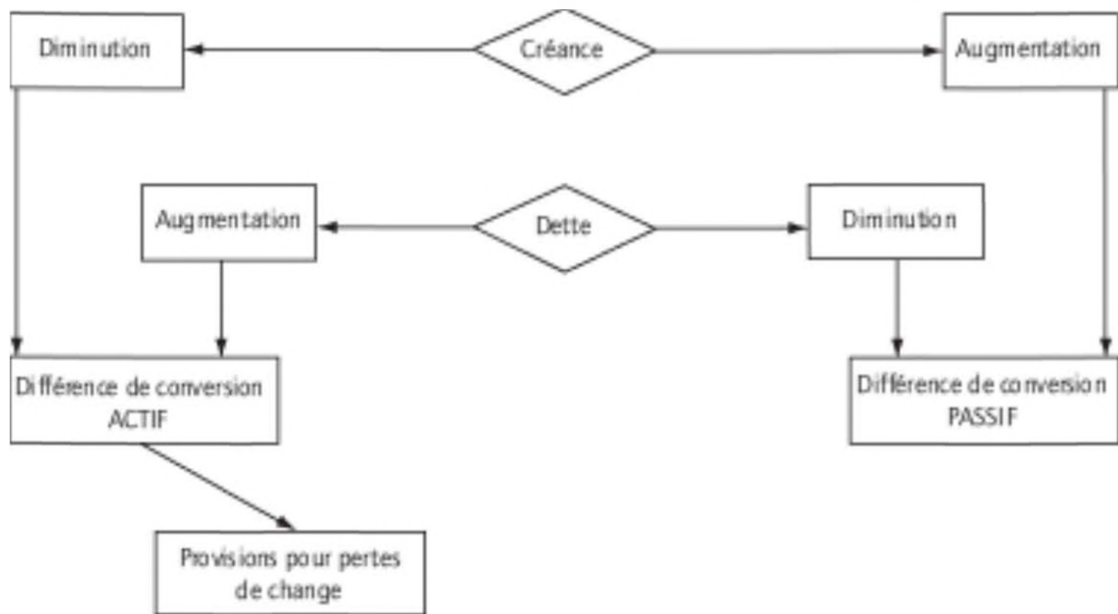 Diminution
Créance
Augmentation
Augmentation
Dette
Diminution
Différence de conversion
ACTIF
Différence de conversion
PASSIF
Provisions pour pertes
de change